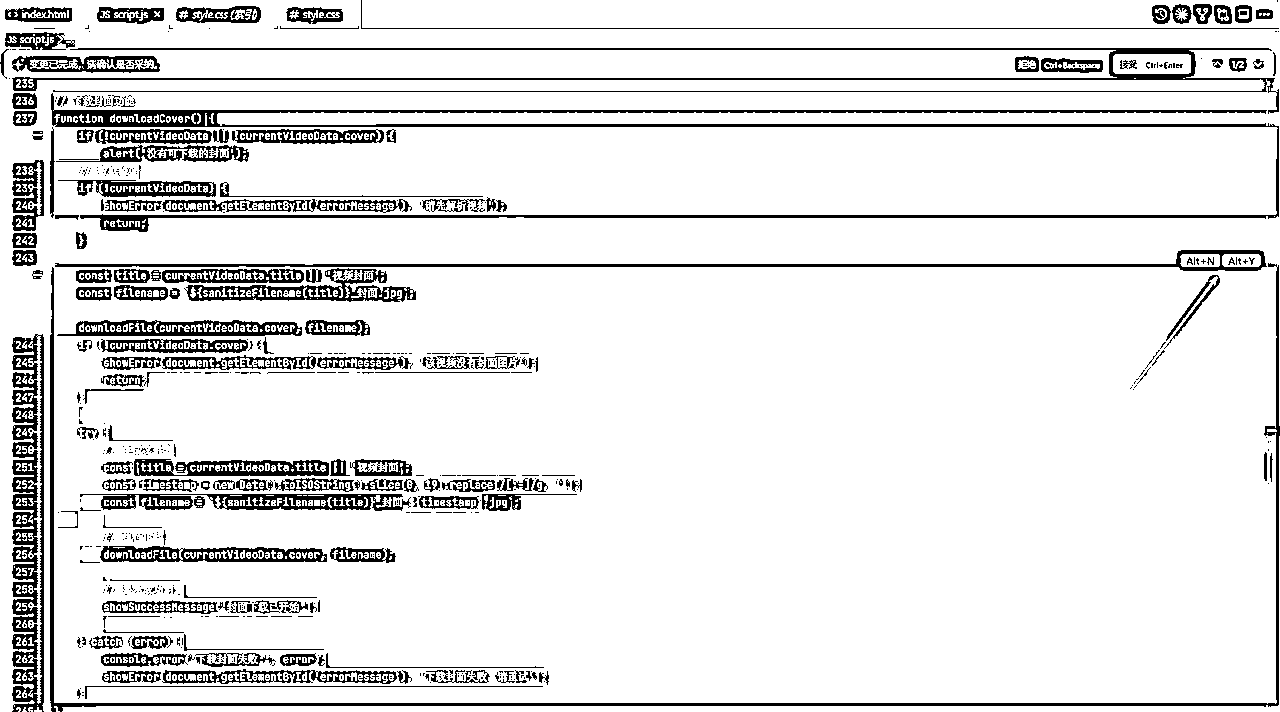 index.html JS script.js × # style.css (索引) # style.css
JS script.js >
变更已完成，请确认是否采纳。 拒绝 Ctrl+Backspace 接受 Ctrl+Enter 1/2
235
236 // 下载封面功能
237 function downloadCover() {
if (!currentVideoData || !currentVideoData.cover) {
alert('没有可下载的封面');
238 //
239 if (!currentVideoData) {
240 showError(document.getElementById('errorMessage'), '请先解析视频');
241 return;
242 }
243
Alt+N Alt+Y
const title = currentVideoData.title || '视频封面';
const filename = `${sanitizeFilename(title)}_封面.jpg`;
downloadFile(currentVideoData.cover, filename);
244 if (!currentVideoData.cover) {
245 showError(document.getElementById('errorMessage'), '该视频没有封面图片');
246 return;
247 }
248
249 try {
250 //
251 const title = currentVideoData.title || '视频封面';
252 const timestamp = new Date().toISOString().slice(0, 19).replace(/[:-]/g, '');
253 const filename = `${sanitizeFilename(title)}_封面_${timestamp}.jpg`;
254
255 //
256 downloadFile(currentVideoData.cover, filename);
257
258 //
259 showSuccessMessage('封面下载已开始');
260
261 } catch (error) {
262 console.error('下载封面失败:', error);
263 showError(document.getElementById('errorMessage'), '下载封面失败，请重试');
264 }
265 }